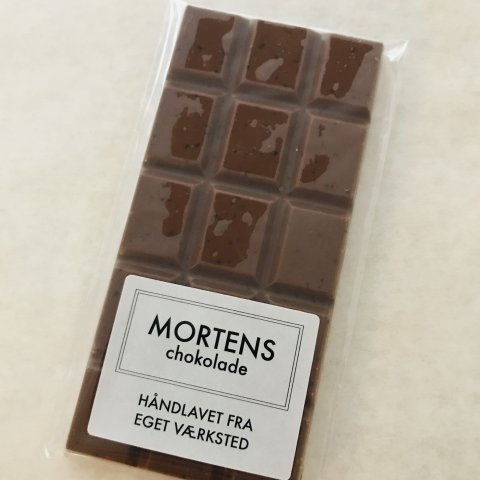 MORTENS
chokolade
HÅNDLAVET FRA
EGET VÆRKSTED